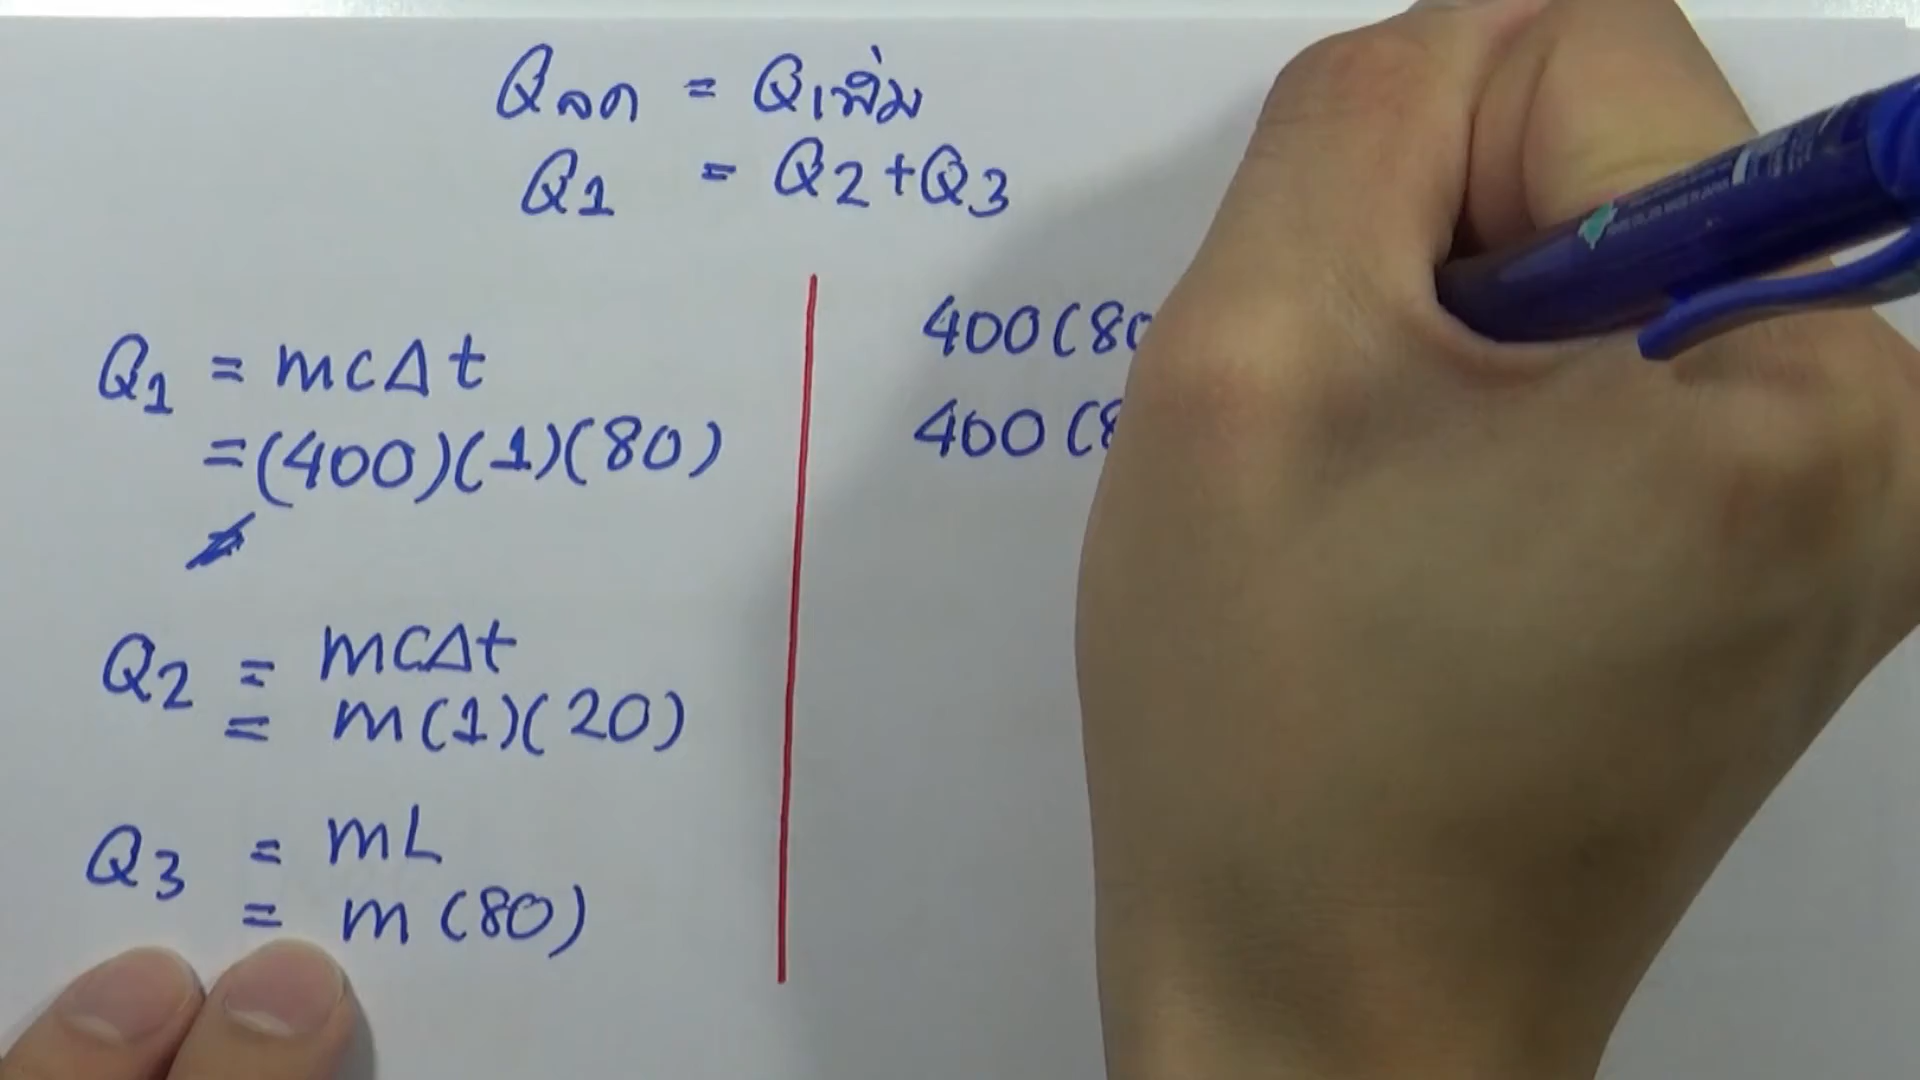 Qลด = Qเพิ่ม
Q1 = Q2+Q3
Q1 = mcΔt
=(400)(1)(80)
Q2 = mcΔt
= m(1)(20)
Q3 = mL
= m(80)
400(80
400(8